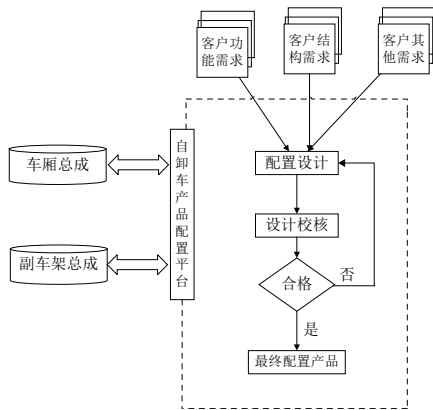 客户功
能需求
客户结
构需求
客户其
他需求
车厢总成
副车架总成
自卸车产品配置平台
配置设计
设计校核
合格
否
是
最终配置产品